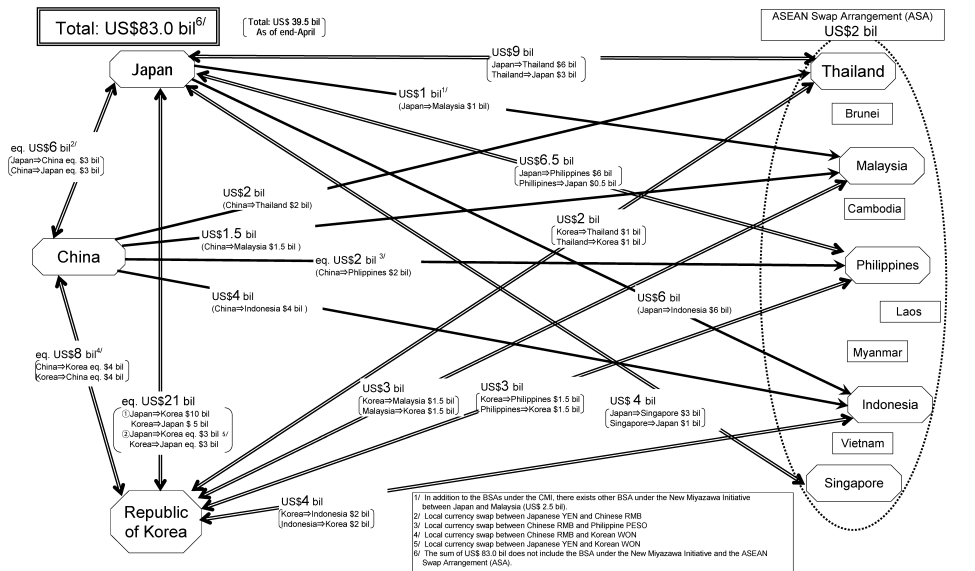 Total: US$83.0 bil6/
Total: US$ 39.5 bil
As of end-April
ASEAN Swap Arrangement (ASA)
US$2 bil
Japan
US$9 bil
Japan⇒Thailand $6 bil
Thailand⇒Japan $3 bil
Thailand
US$1 bil1/
(Japan⇒Malaysia $1 bil)
Brunei
eq. US$6 bil2/
Japan⇒China eq. $3 bil
China⇒Japan eq. $3 bil
US$6.5 bil
Japan⇒Philippines $6 bil
Philipines⇒Japan $0.5 bil
Malaysia
US$2 bil
(China⇒Thailand $2 bil)
Cambodia
US$2 bil
Korea⇒Thailand $1 bil
Thailand⇒Korea $1 bil
US$1.5 bil
(China⇒Malaysia $1.5 bil )
China
eq. US$2 bil 3/
(China⇒Phlippines $2 bil)
Philippines
US$4 bil
(China⇒Indonesia $4 bil )
US$6 bil
(Japan⇒Indonesia $6 bil)
Laos
eq. US$8 bil4/
China⇒Korea eq. $4 bil
Korea⇒China eq. $4 bil
Myanmar
US$3 bil
Korea⇒Malaysia $1.5 bil
Malaysia⇒Korea $1.5 bil
US$3 bil
Korea⇒Philippines $1.5 bil
Philippines⇒Korea $1.5 bil
eq. US$21 bil
①Japan⇒Korea $10 bil
Korea⇒Japan $ 5 bil
②Japan⇒Korea eq. $3 bil 5/
Korea⇒Japan eq. $3 bil
US$ 4 bil
Japan⇒Singapore $3 bil
Singapore⇒Japan $1 bil
Indonesia
Vietnam
Singapore
Republic
of Korea
US$4 bil
Korea⇒Indonesia $2 bil
Indonesia⇒Korea $2 bil
1/ In addition to the BSAs under the CMI, there exists other BSA under the New Miyazawa Initiative
between Japan and Malaysia (US$ 2.5 bil).
2/ Local currency swap between Japanese YEN and Chinese RMB
3/ Local currency swap between Chinese RMB and Philippine PESO
4/ Local currency swap between Chinese RMB and Korean WON
5/ Local currency swap between Japanese YEN and Korean WON
6/ The sum of US$ 83.0 bil does not include the BSA under the New Miyazawa Initiative and the ASEAN
Swap Arrangement (ASA).